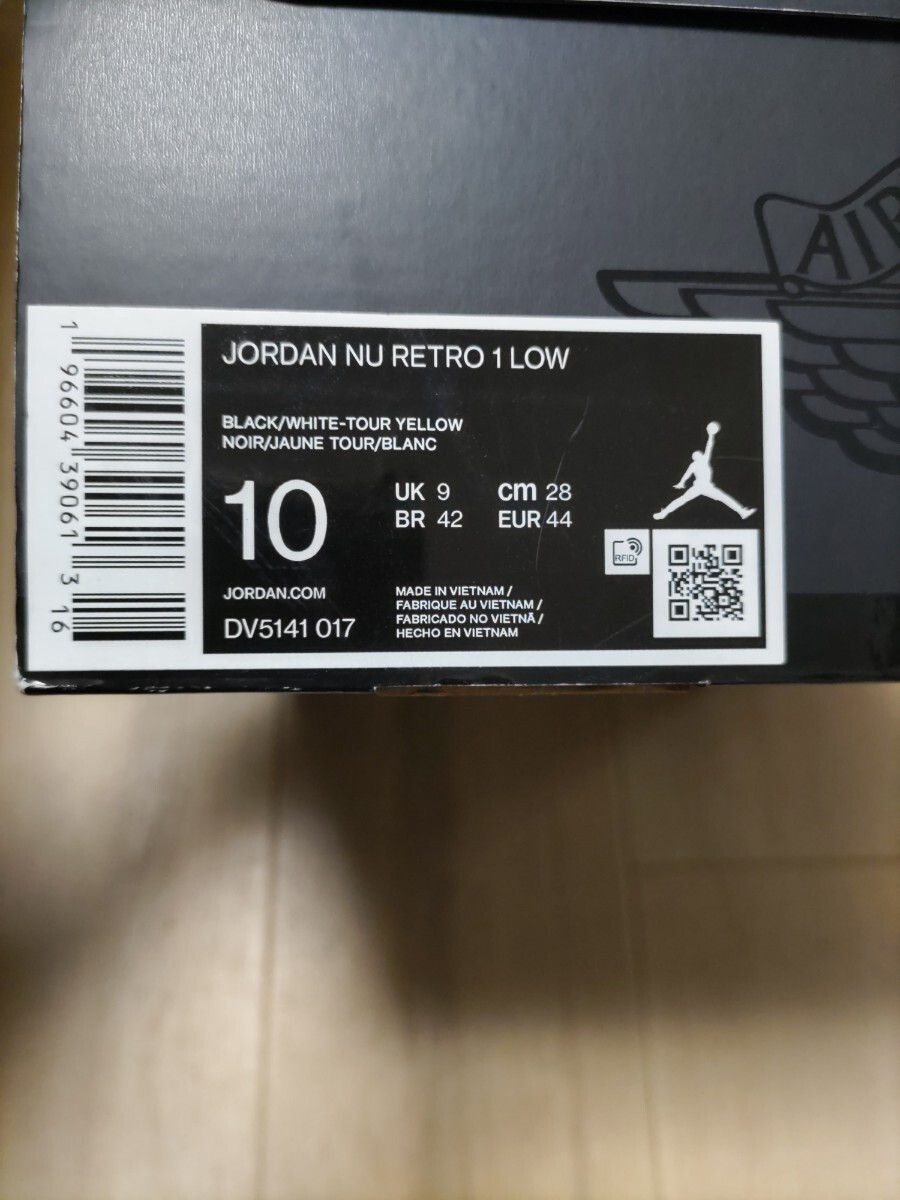 AIR
JORDAN NU RETRO 1 LOW
BLACK/WHITE-TOUR YELLOW
NOIR/JAUNE TOUR/BLANC
10
UK 9 cm 28
BR 42 EUR 44
RFID
JORDAN.COM
DV5141 017
MADE IN VIETNAM /
FABRIQUE AU VIETNAM /
FABRICADO NO VIETNÃ /
HECHO EN VIETNAM
1 96604 39061 3 16